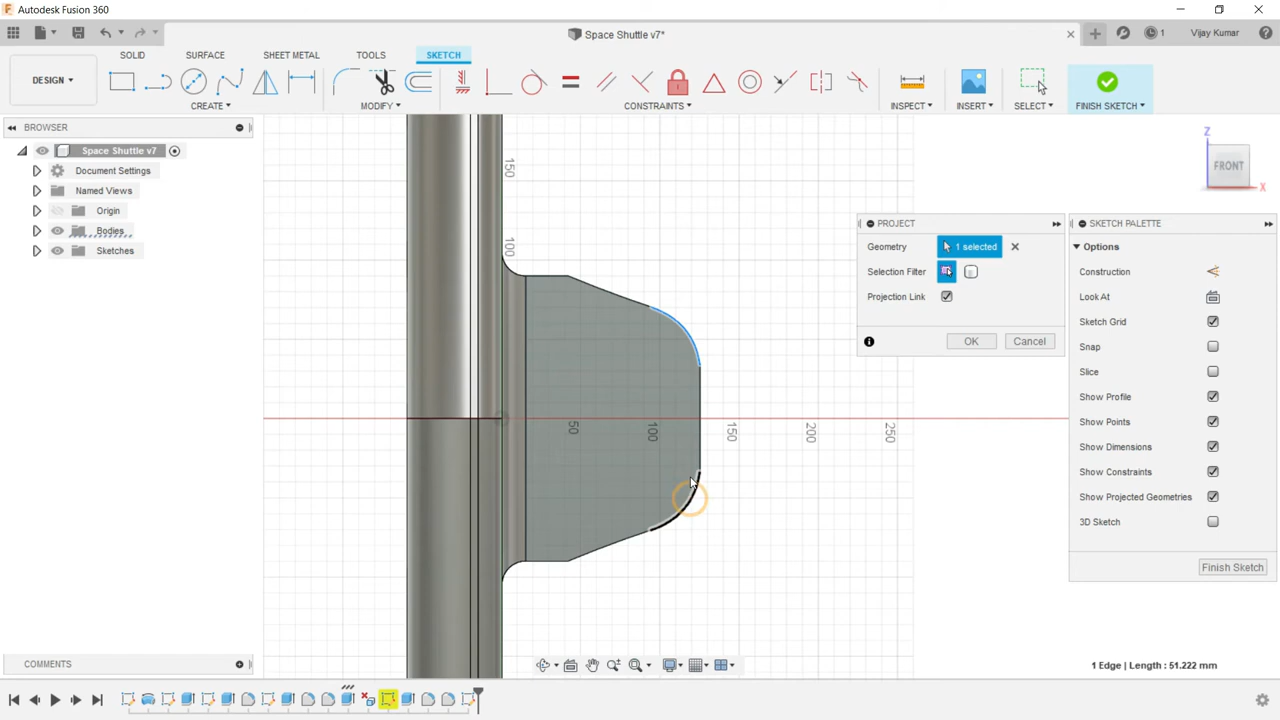 Autodesk Fusion 360
Space Shuttle v7*
1
Vijay Kumar
DESIGN
SOLID
SURFACE
SHEET METAL
TOOLS
SKETCH
CREATE
MODIFY
CONSTRAINTS
INSPECT
INSERT
SELECT
FINISH SKETCH
BROWSER
Space Shuttle v7
Document Settings
Named Views
Origin
Bodies
Sketches
150
100
50
100
150
200
250
Z
FRONT
X
PROJECT
Geometry
1 selected
Selection Filter
Projection Link
OK
Cancel
SKETCH PALETTE
Options
Construction
Look At
Sketch Grid
Snap
Slice
Show Profile
Show Points
Show Dimensions
Show Constraints
Show Projected Geometries
3D Sketch
Finish Sketch
COMMENTS
1 Edge | Length : 51.222 mm